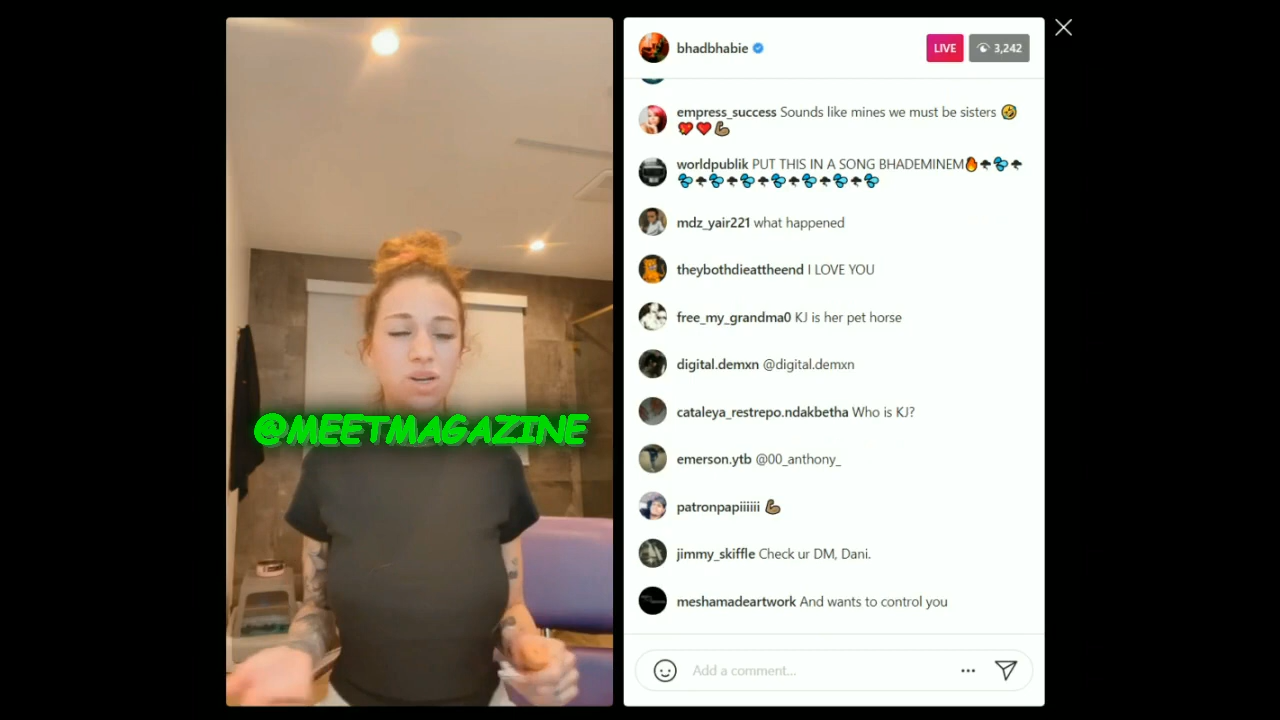 bhadbhabie
LIVE
3,242
empress_success Sounds like mines we must be sisters 🤣
❤️❤️💪🏽
worldpublik PUT THIS IN A SONG BHADEMINEM🔥🌪🫐🌪
🫐🌪🫐🌪🫐🌪🫐🌪🫐🌪🫐🌪🫐
mdz_yair221 what happened
theybothdieattheend I LOVE YOU
free_my_grandma0 KJ is her pet horse
digital.demxn @digital.demxn
@MEETMAGAZINE
cataleya_restrepo.ndakbetha Who is KJ?
emerson.ytb @00_anthony_
patronpapiiiiii 💪🏽
jimmy_skiffle Check ur DM, Dani.
meshamadeartwork And wants to control you
Add a comment...